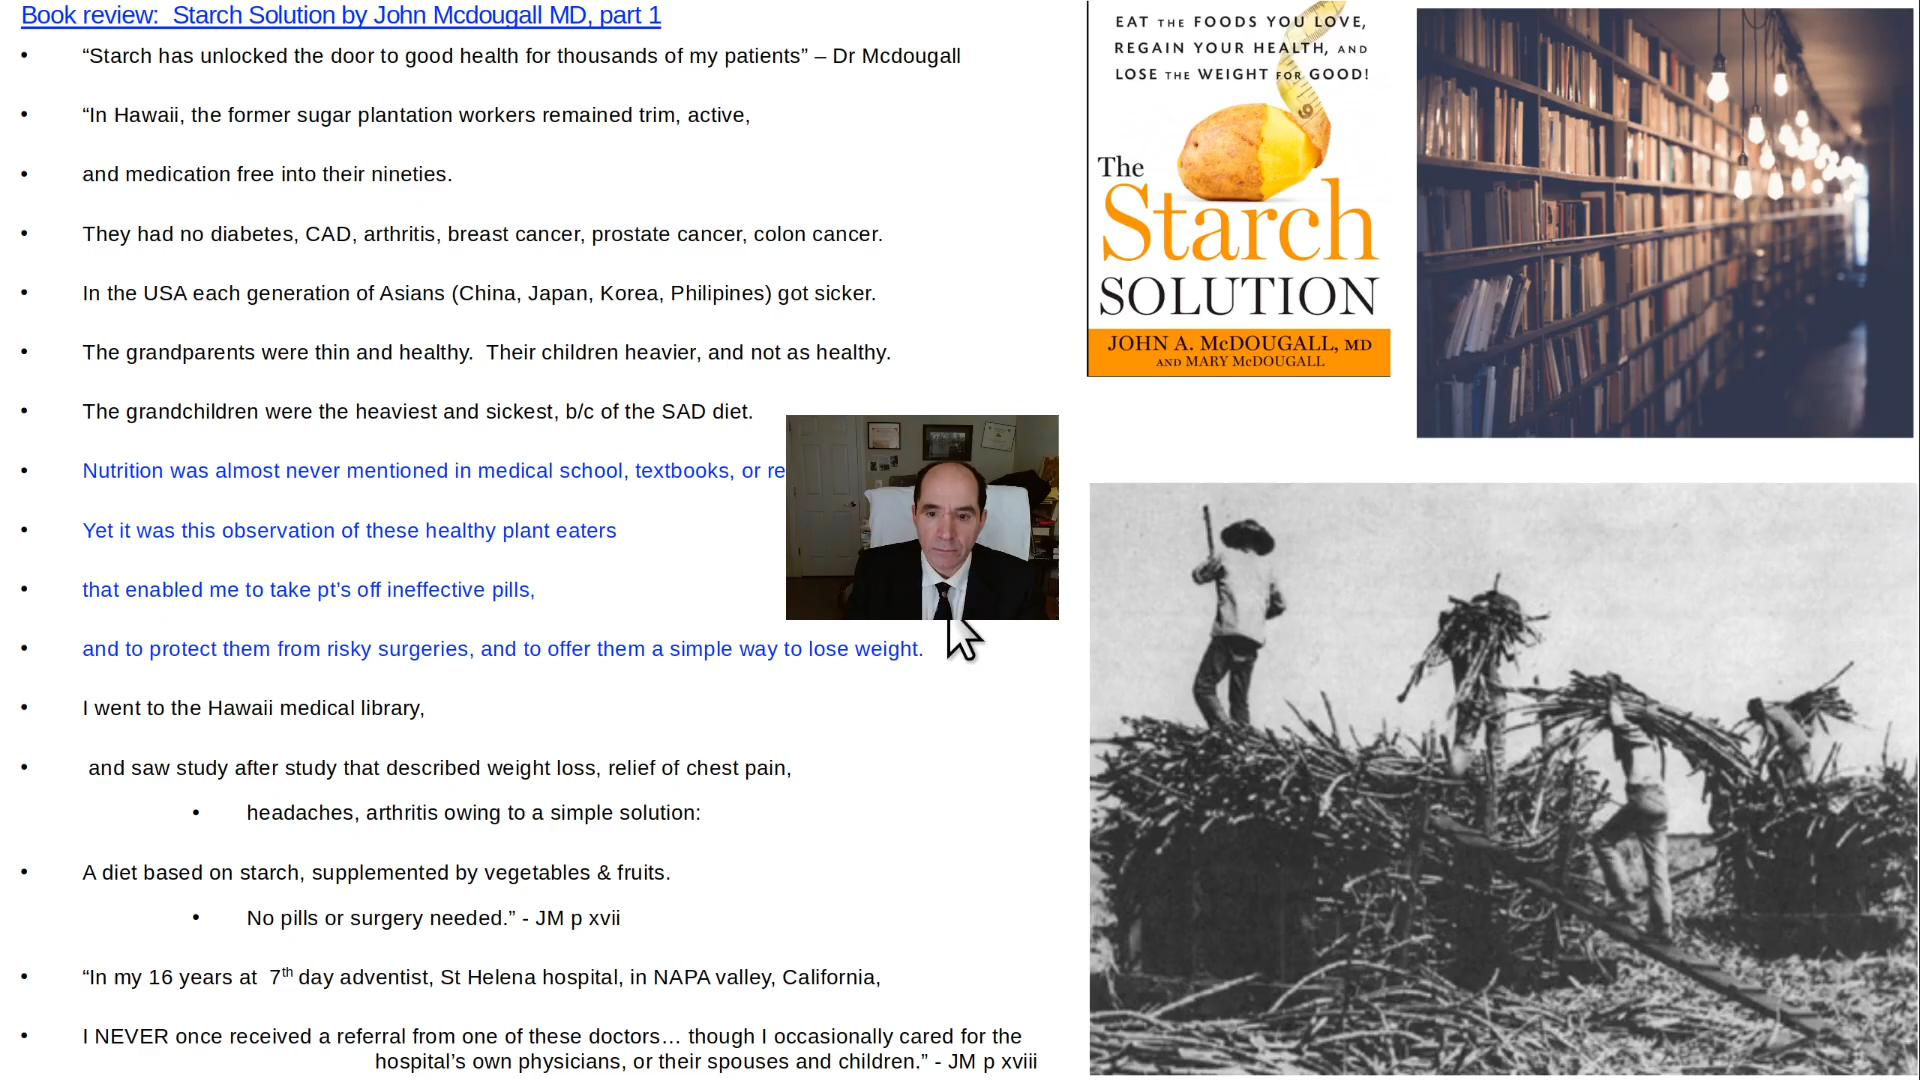 Book review:  Starch Solution by John Mcdougall MD, part 1
• “Starch has unlocked the door to good health for thousands of my patients” – Dr Mcdougall
• “In Hawaii, the former sugar plantation workers remained trim, active,
• and medication free into their nineties.
• They had no diabetes, CAD, arthritis, breast cancer, prostate cancer, colon cancer.
• In the USA each generation of Asians (China, Japan, Korea, Philipines) got sicker.
• The grandparents were thin and healthy.  Their children heavier, and not as healthy.
• The grandchildren were the heaviest and sickest, b/c of the SAD diet.
• Nutrition was almost never mentioned in medical school, textbooks, or re
• Yet it was this observation of these healthy plant eaters
• that enabled me to take pt’s off ineffective pills,
• and to protect them from risky surgeries, and to offer them a simple way to lose weight.
• I went to the Hawaii medical library,
• and saw study after study that described weight loss, relief of chest pain,
• headaches, arthritis owing to a simple solution:
• A diet based on starch, supplemented by vegetables & fruits.
• No pills or surgery needed.” - JM p xvii
• “In my 16 years at  7th day adventist, St Helena hospital, in NAPA valley, California,
• I NEVER once received a referral from one of these doctors… though I occasionally cared for the
hospital’s own physicians, or their spouses and children.” - JM p xviii
EAT THE FOODS YOU LOVE,
REGAIN YOUR HEALTH, AND
LOSE THE WEIGHT FOR GOOD!
9
The
Starch
SOLUTION
JOHN A. McDOUGALL, MD
AND MARY McDOUGALL